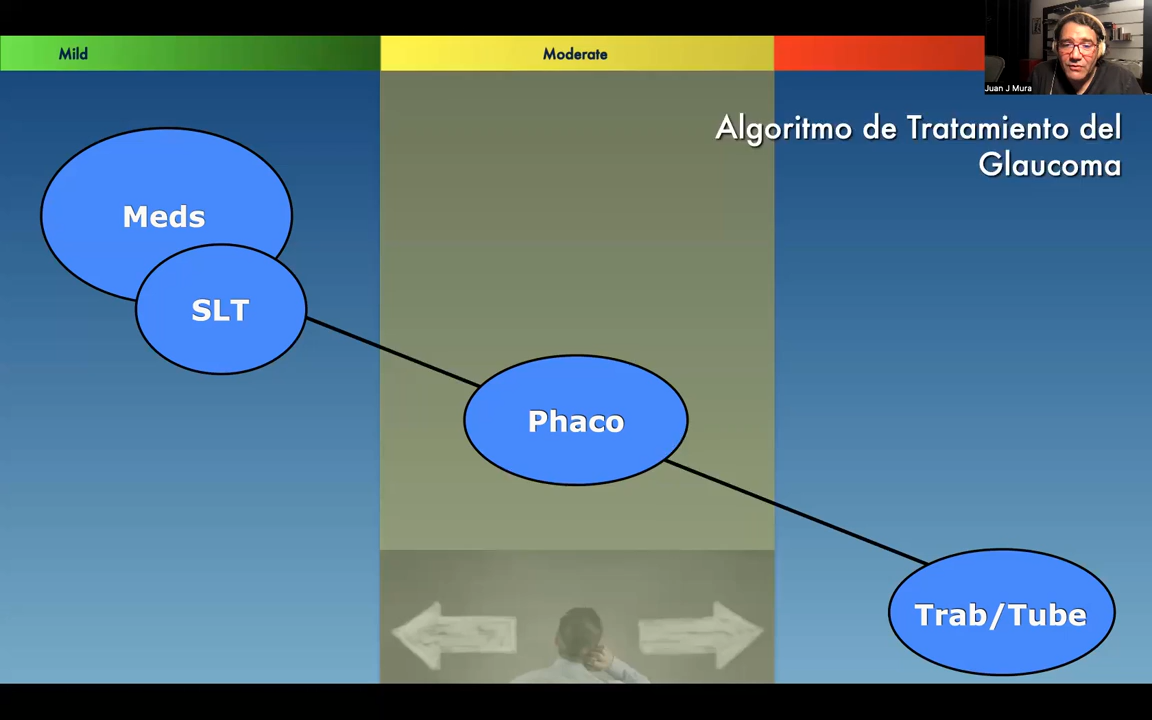 Mild
Moderate
Juan J Mura
Algoritmo de Tratamiento del
Glaucoma
Meds
SLT
Phaco
Trab/Tube